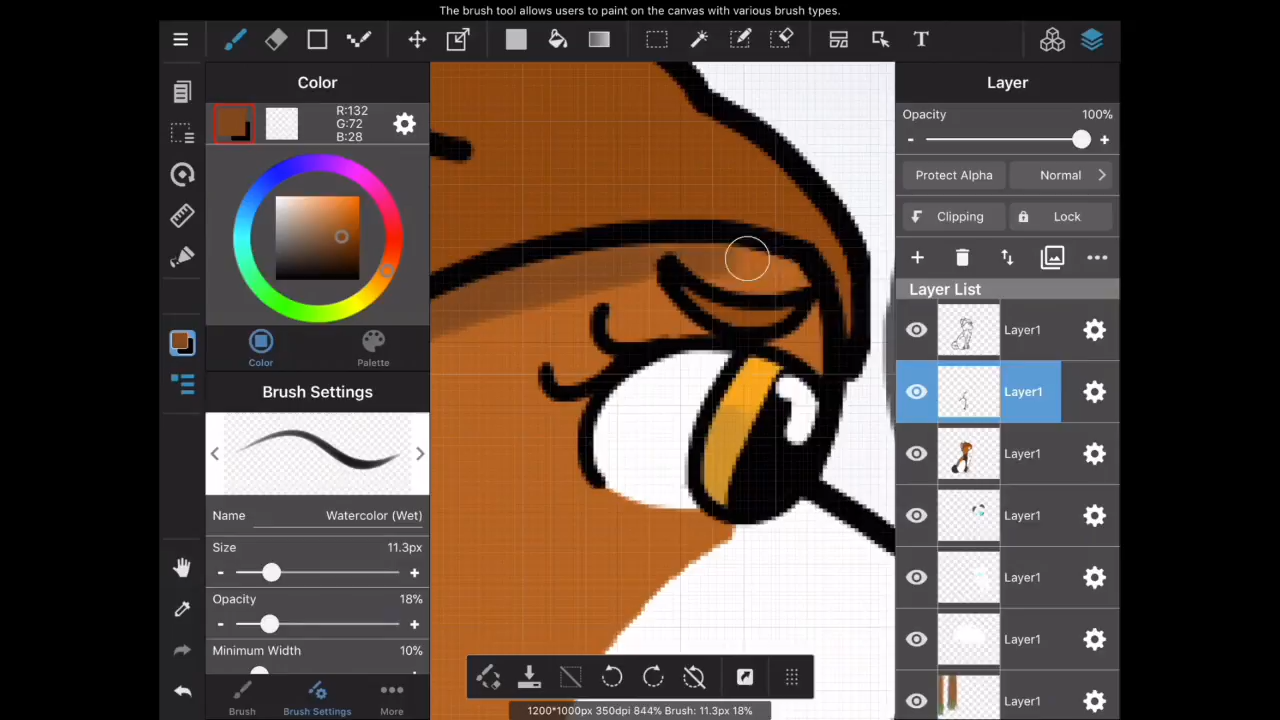 The brush tool allows users to paint on the canvas with various brush types.
T
Color
R:132
G:72
B:28
Color
Palette
Brush Settings
Name
Watercolor (Wet)
Size
11.3px
- +
Opacity
18%
- +
Minimum Width
10%
Brush
Brush Settings
More
1200*1000px 350dpi 844% Brush: 11.3px 18%
Layer
Opacity
100%
- +
Protect Alpha
Normal
Clipping
Lock
Layer List
Layer1
Layer1
Layer1
Layer1
Layer1
Layer1
Layer1